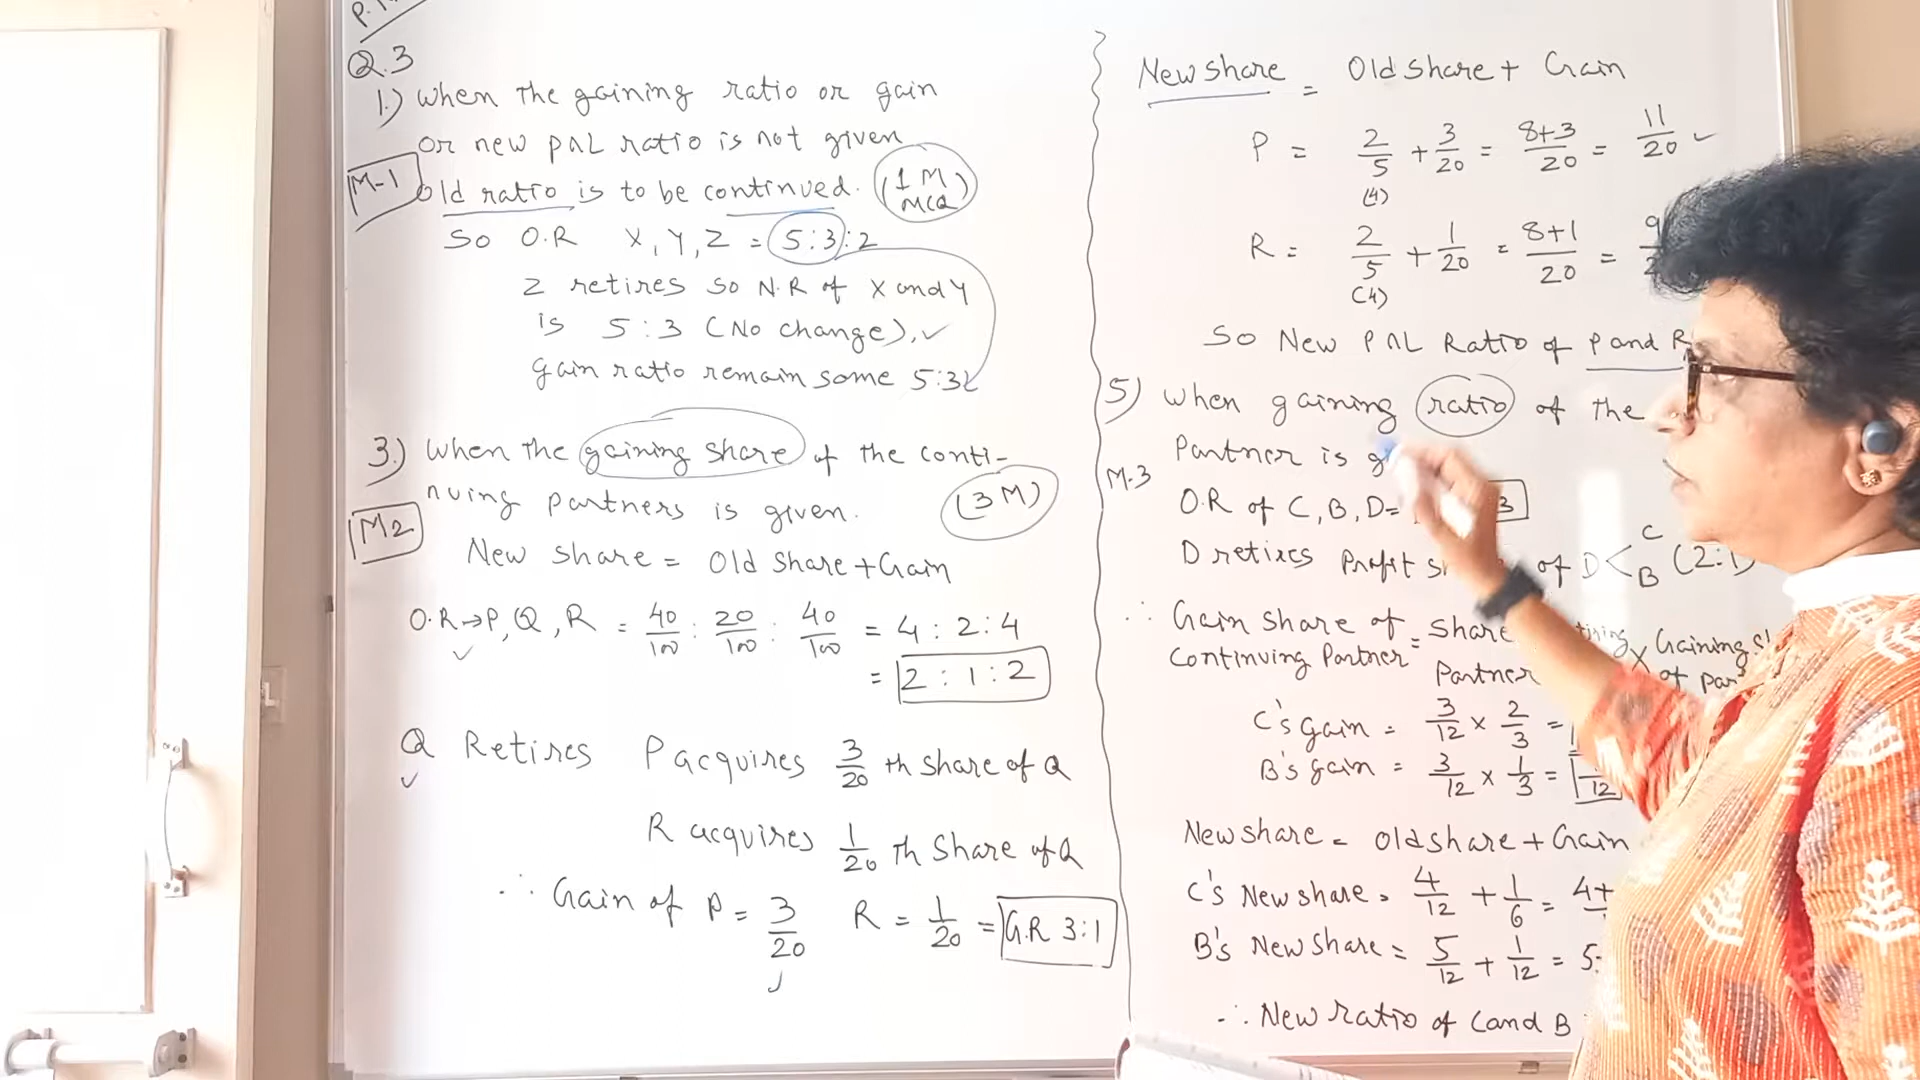 Q.3
1.) When the gaining ratio or gain
or new P&L ratio is not given
M-1 old ratio is to be continued. (1 M MCQ)
So O.R X, Y, Z = 5:3:2
Z retires so N.R of X and Y
is 5:3 (No change), ✓
gain ratio remain same 5:3
3.) When the gaining share of the conti-
nuing partners is given. (3 M)
M2
New share = Old share + Gain
O.R → P, Q, R = 40/100 : 20/100 : 40/100 = 4 : 2 : 4
= 2 : 1 : 2
Q Retires P acquires 3/20 th share of Q
R acquires 1/20 th share of Q
∴ Gain of P = 3/20 R = 1/20 = G.R 3:1
New share = Old share + Gain
P = 2/5 (4) + 3/20 = 8+3/20 = 11/20 ✓
R = 2/5 (4) + 1/20 = 8+1/20 =
So New P&L Ratio of P and R
5) When gaining ratio of the
Partner is
M-3
O.R of C, B, D = 3
D retires Profit of D < C B (2:1)
∴ Gain share of Continuing Partner = Share Partner × Gaining of
C's Gain = 3/12 × 2/3 =
B's gain = 3/12 × 1/3 = /12
New share = Old share + Gain
C's New share = 4/12 + 1/6 = 4+
B's New share = 5/12 + 1/12 = 5
∴ New ratio of C and B